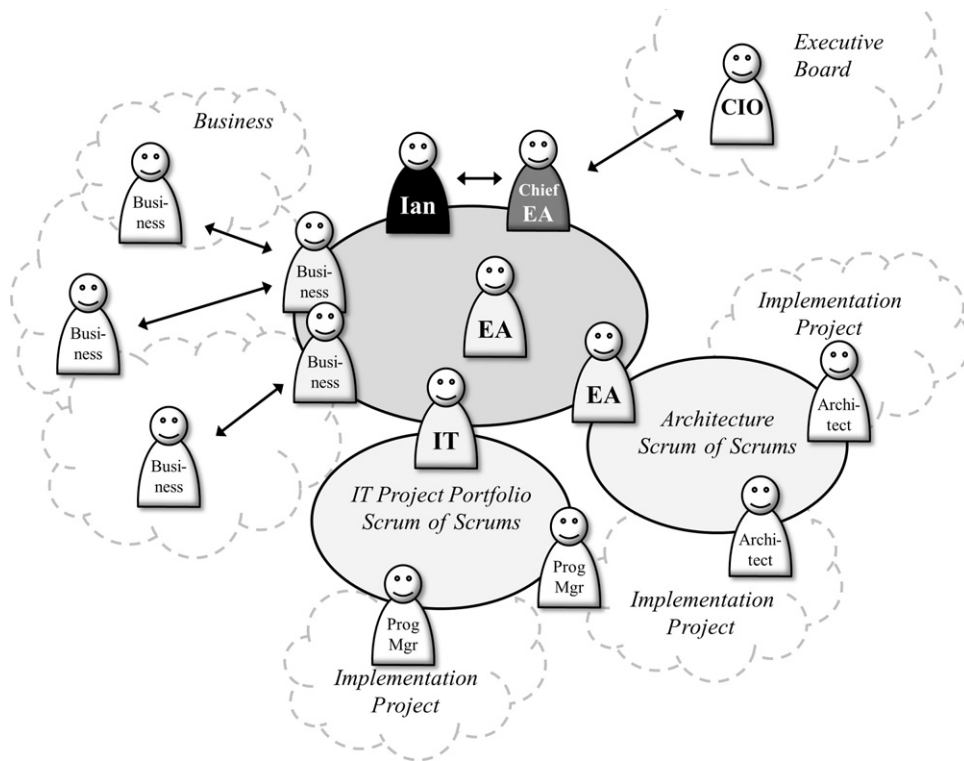 Executive
Board
CIO
Business
Busi-
ness
Ian
Chief
EA
Busi-
ness
Busi-
ness
EA
Implementation
Project
Busi-
ness
EA
Archi-
tect
IT
Architecture
Scrum of Scrums
Busi-
ness
IT Project Portfolio
Scrum of Scrums
Archi-
tect
Prog
Mgr
Implementation
Project
Prog
Mgr
Implementation
Project